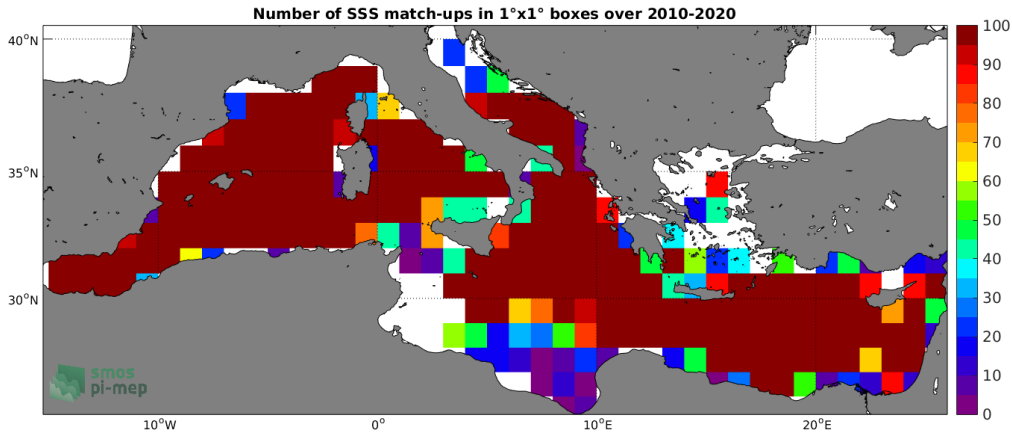 Number of SSS match-ups in 1°x1° boxes over 2010-2020
40°N
35°N
30°N
10°W
0°
10°E
20°E
100
90
80
70
60
50
40
30
20
10
0
smos
pi-mep